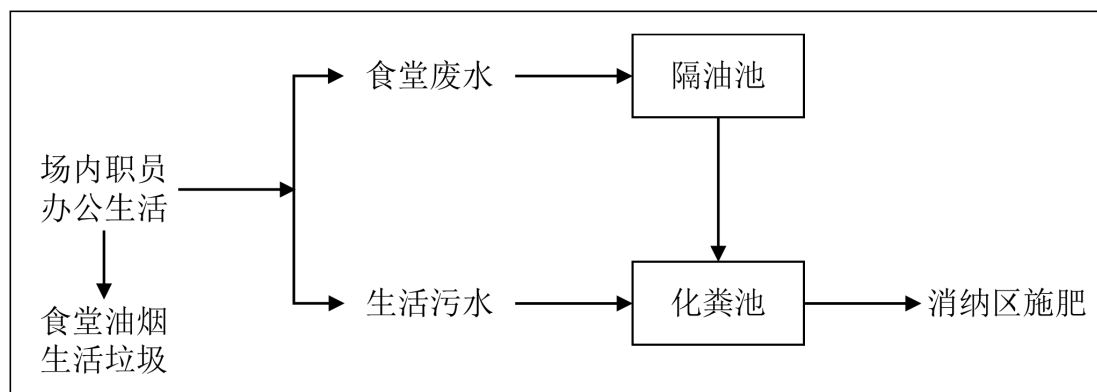 食堂废水
隔油池
场内职员
办公生活
生活污水
化粪池
消纳区施肥
食堂油烟
生活垃圾